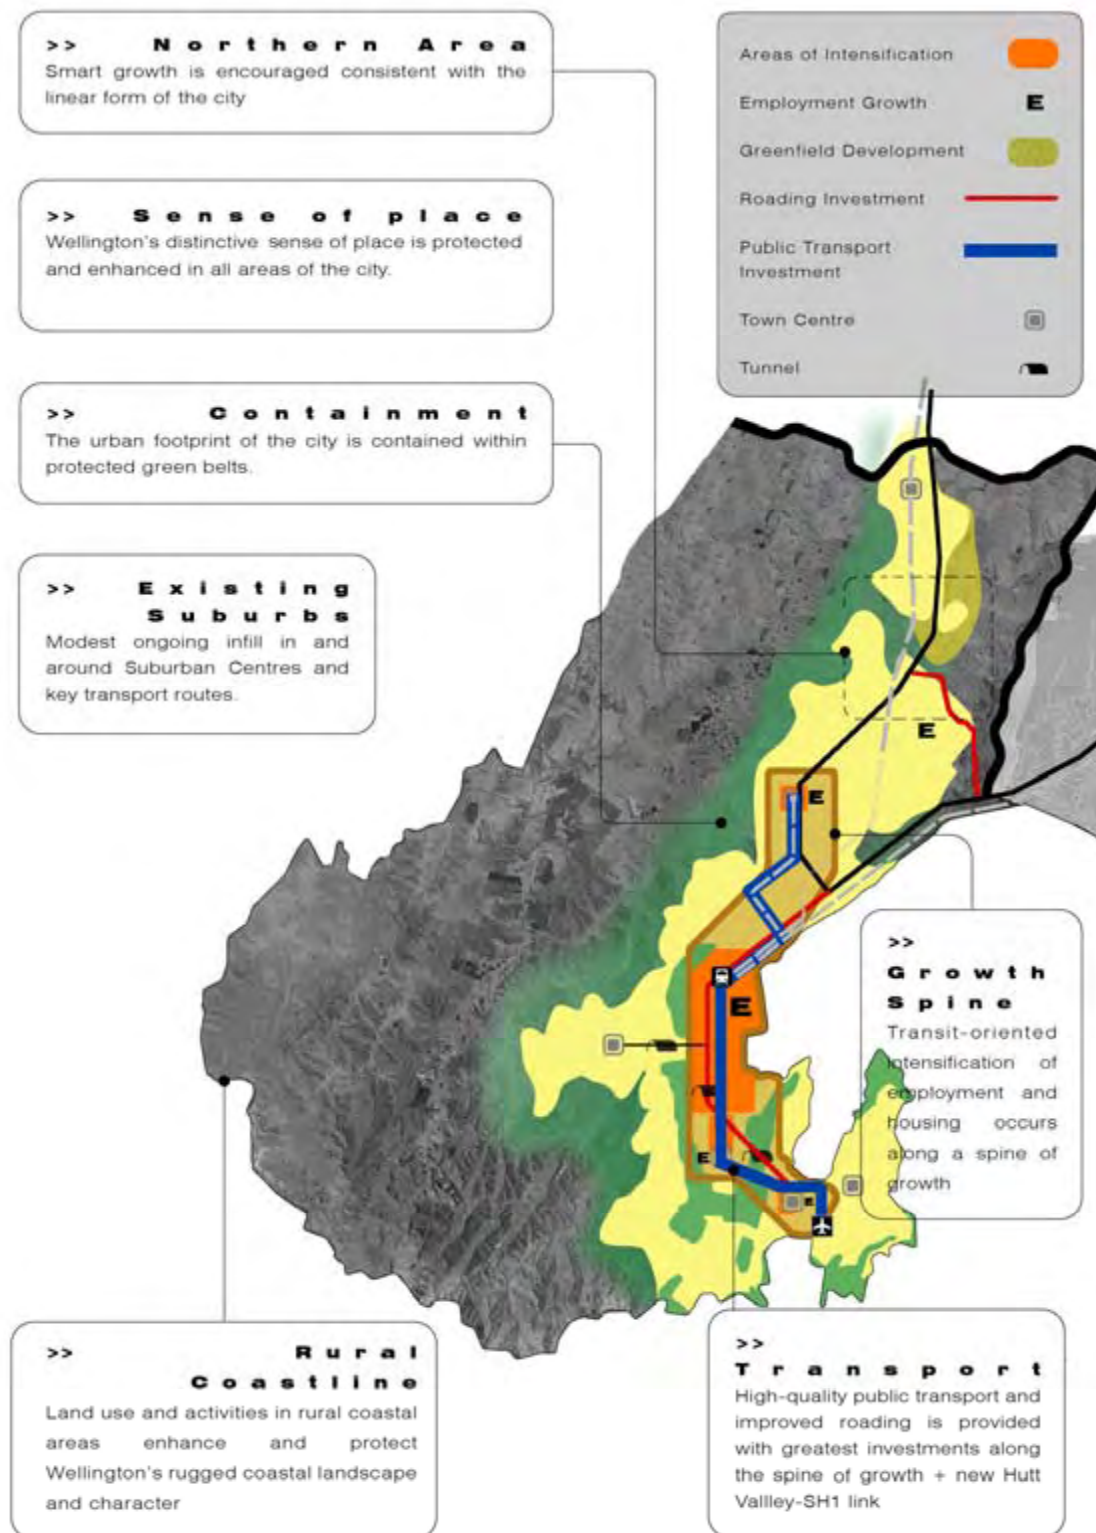 >> Northern Area
Smart growth is encouraged consistent with the
linear form of the city
>> Sense of place
Wellington's distinctive sense of place is protected
and enhanced in all areas of the city.
>> Containment
The urban footprint of the city is contained within
protected green belts.
>> Existing
Suburbs
Modest ongoing infill in and
around Suburban Centres and
key transport routes.
Areas of Intensification
Employment Growth E
Greenfield Development
Roading Investment
Public Transport
Investment
Town Centre
Tunnel
E
E
E
E
>>
Growth
Spine
Transit-oriented
intensification of
employment and
housing occurs
along a spine of
growth
>> Rural
Coastline
Land use and activities in rural coastal
areas enhance and protect
Wellington's rugged coastal landscape
and character
>>
Transport
High-quality public transport and
improved roading is provided
with greatest investments along
the spine of growth + new Hutt
Vallley-SH1 link